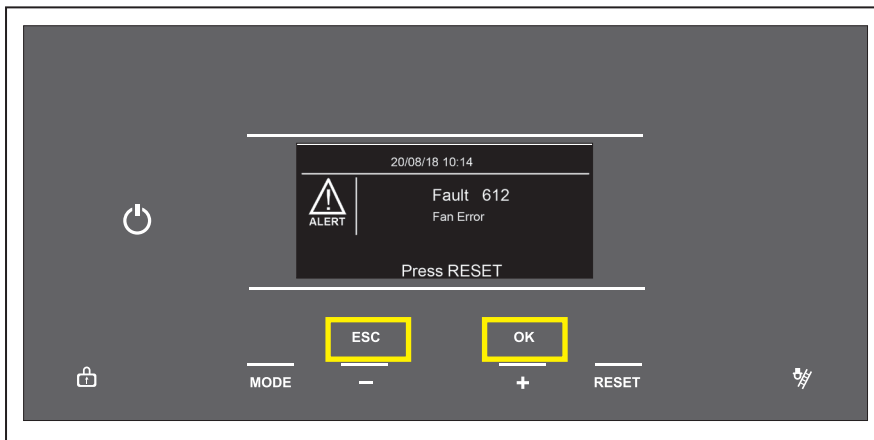 20/08/18 10:14
ALERT
Fault 612
Fan Error
Press RESET
ESC
OK
MODE
−
+
RESET